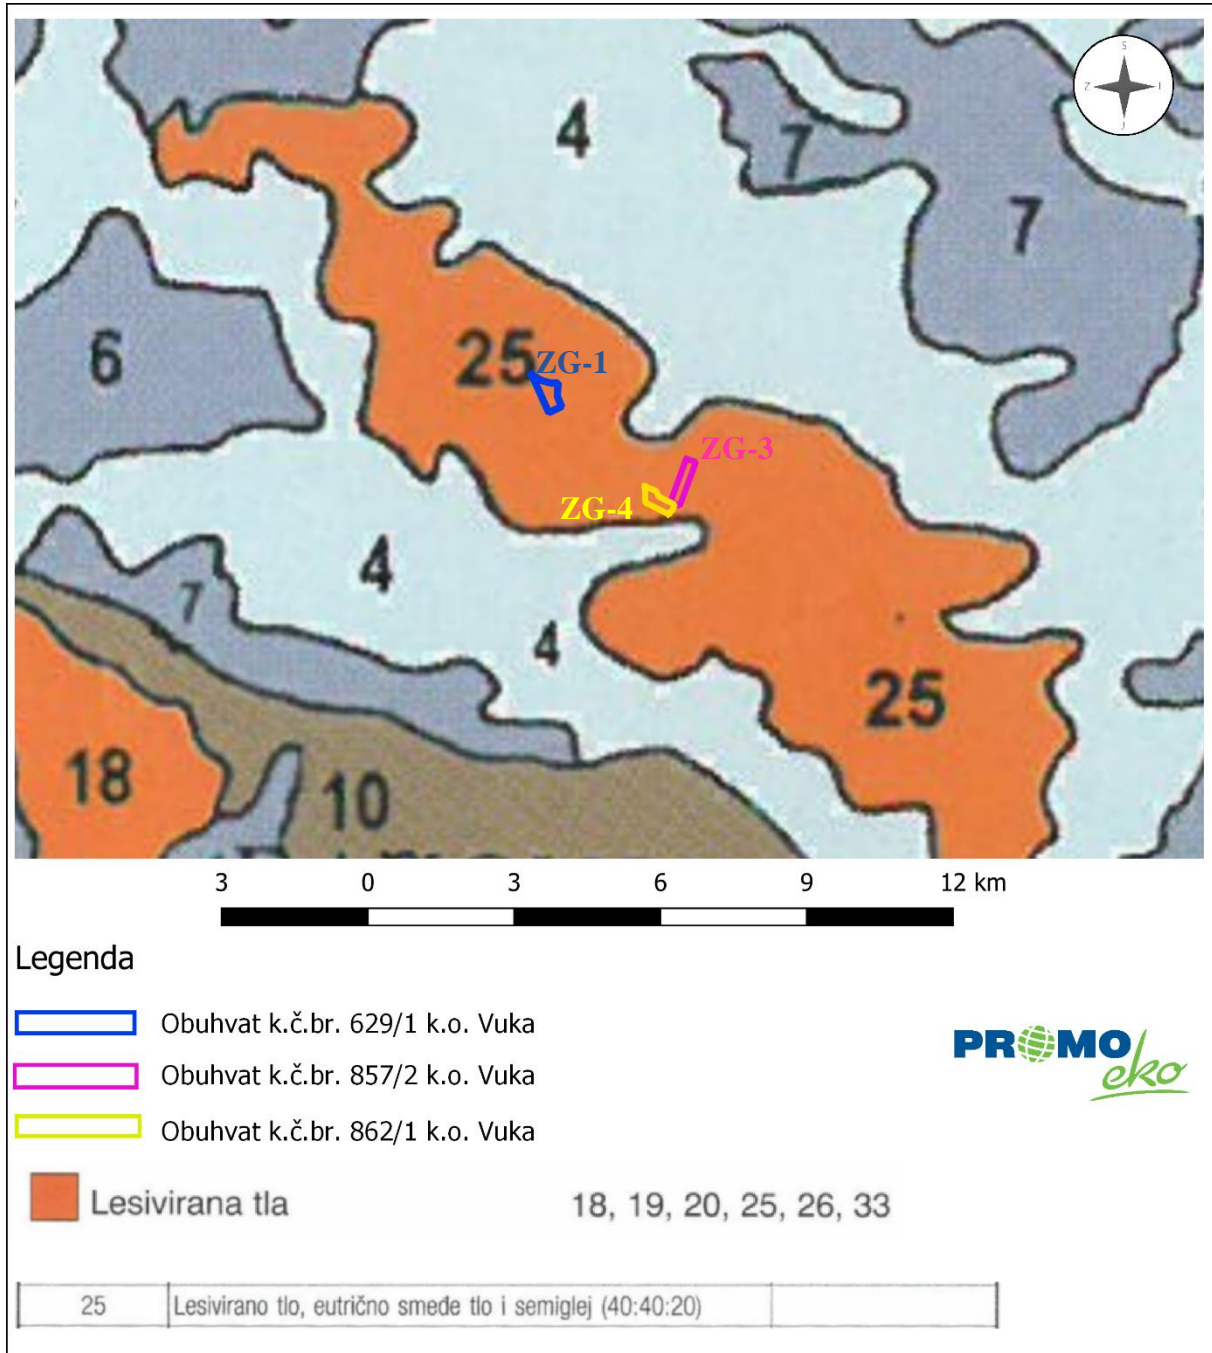 S
Z I
J
4
7
7
6
25
ZG-1
ZG-3
ZG-4
4
7
4
25
18
10
3 0 3 6 9 12 km
Legenda
Obuhvat k.č.br. 629/1 k.o. Vuka
Obuhvat k.č.br. 857/2 k.o. Vuka
Obuhvat k.č.br. 862/1 k.o. Vuka
PROMO
eko
Lesivirana tla 18, 19, 20, 25, 26, 33
25 Lesivirano tlo, eutrično smeđe tlo i semiglej (40:40:20)